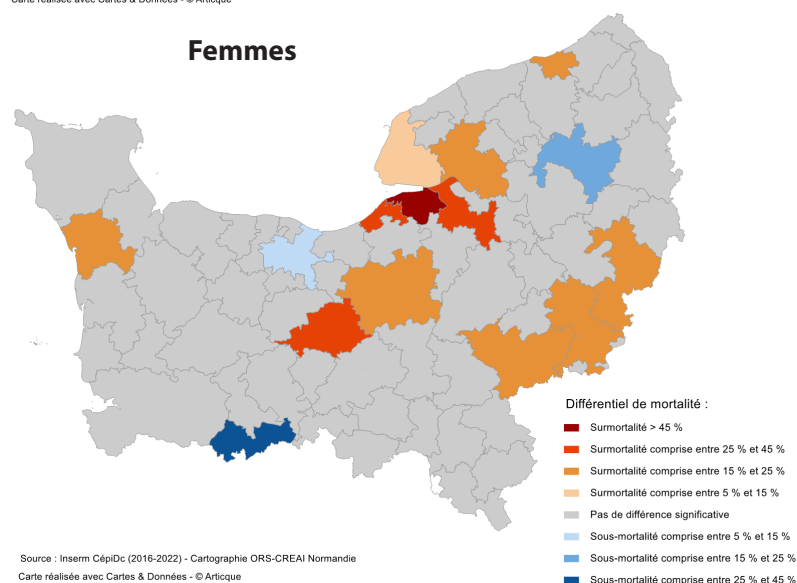 Carte réalisée avec Cartes & Données - © Articque
Femmes
Différentiel de mortalité :
Surmortalité > 45 %
Surmortalité comprise entre 25 % et 45 %
Surmortalité comprise entre 15 % et 25 %
Surmortalité comprise entre 5 % et 15 %
Pas de différence significative
Sous-mortalité comprise entre 5 % et 15 %
Sous-mortalité comprise entre 15 % et 25 %
Sous-mortalité comprise entre 25 % et 45 %
Source : Inserm CépiDc (2016-2022) - Cartographie ORS-CREAI Normandie
Carte réalisée avec Cartes & Données - © Articque